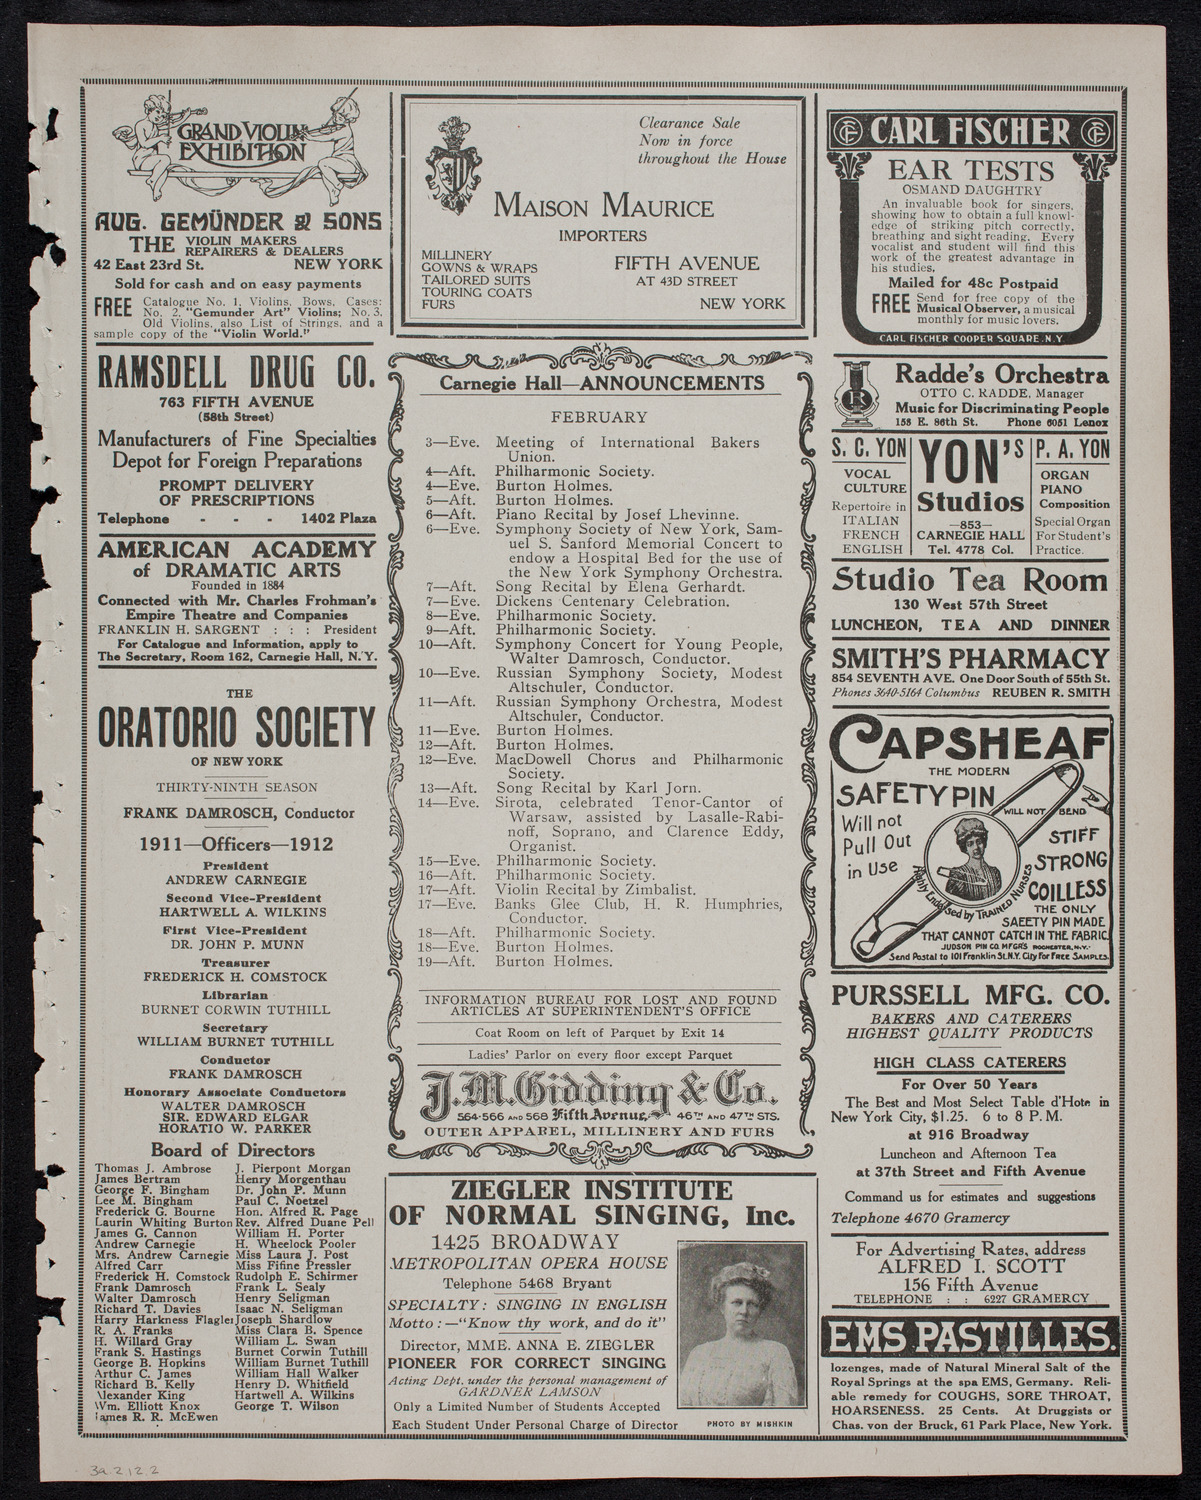 GRAND VIOLIN
EXHIBITION
AUG. GEMÜNDER & SONS
THE VIOLIN MAKERS
REPAIRERS & DEALERS
42 East 23rd St. NEW YORK
Sold for cash and on easy payments
FREE Catalogue No. 1, Violins, Bows, Cases:
No. 2, "Gemunder Art" Violins; No. 3,
Old Violins, also List of Strings, and a
sample copy of the "Violin World."
RAMSDELL DRUG CO.
763 FIFTH AVENUE
(58th Street)
Manufacturers of Fine Specialties
Depot for Foreign Preparations
PROMPT DELIVERY
OF PRESCRIPTIONS
Telephone - - - 1402 Plaza
AMERICAN ACADEMY
of DRAMATIC ARTS
Founded in 1884
Connected with Mr. Charles Frohman's
Empire Theatre and Companies
FRANKLIN H. SARGENT : : : President
For Catalogue and Information, apply to
The Secretary, Room 162, Carnegie Hall, N. Y.
THE
ORATORIO SOCIETY
OF NEW YORK
THIRTY-NINTH SEASON
FRANK DAMROSCH, Conductor
1911—Officers—1912
President
ANDREW CARNEGIE
Second Vice-President
HARTWELL A. WILKINS
First Vice-President
DR. JOHN P. MUNN
Treasurer
FREDERICK H. COMSTOCK
Librarian
BURNET CORWIN TUTHILL
Secretary
WILLIAM BURNET TUTHILL
Conductor
FRANK DAMROSCH
Honorary Associate Conductors
WALTER DAMROSCH
SIR. EDWARD ELGAR
HORATIO W. PARKER
Board of Directors
Thomas J. Ambrose J. Pierpont Morgan
James Bertram Henry Morgenthau
George F. Bingham Dr. John P. Munn
Lee M. Bingham Paul C. Noetzel
Frederick G. Bourne Hon. Alfred R. Page
Laurin Whiting Burton Rev. Alfred Duane Pell
James G. Cannon William H. Porter
Andrew Carnegie H. Wheelock Pooler
Mrs. Andrew Carnegie Miss Laura J. Post
Alfred Carr Miss Fifine Pressler
Frederick H. Comstock Rudolph E. Schirmer
Frank Damrosch Frank L. Sealy
Walter Damrosch Henry Seligman
Richard T. Davies Isaac N. Seligman
Harry Harkness Flagler Joseph Shardlow
R. A. Franks Miss Clara B. Spence
H. Willard Gray William L. Swan
Frank S. Hastings Burnet Corwin Tuthill
George B. Hopkins William Burnet Tuthill
Arthur C. James William Hall Walker
Richard B. Kelly Henry D. Whitfield
Alexander King Hartwell A. Wilkins
Wm. Elliott Knox George T. Wilson
James R. R. McEwen
Clearance Sale
Now in force
throughout the House
MAISON MAURICE
IMPORTERS
MILLINERY
GOWNS & WRAPS
TAILORED SUITS
TOURING COATS
FURS
FIFTH AVENUE
AT 43D STREET
NEW YORK
Carnegie Hall—ANNOUNCEMENTS
FEBRUARY
3—Eve. Meeting of International Bakers
Union.
4—Aft. Philharmonic Society.
4—Eve. Burton Holmes.
5—Aft. Burton Holmes.
6—Aft. Piano Recital by Josef Lhevinne.
6—Eve. Symphony Society of New York, Sam-
uel S. Sanford Memorial Concert to
endow a Hospital Bed for the use of
the New York Symphony Orchestra.
7—Aft. Song Recital by Elena Gerhardt.
7—Eve. Dickens Centenary Celebration.
8—Eve. Philharmonic Society.
9—Aft. Philharmonic Society.
10—Aft. Symphony Concert for Young People,
Walter Damrosch, Conductor.
10—Eve. Russian Symphony Society, Modest
Altschuler, Conductor.
11—Aft. Russian Symphony Orchestra, Modest
Altschuler, Conductor.
11—Eve. Burton Holmes.
12—Aft. Burton Holmes.
12—Eve. MacDowell Chorus and Philharmonic
Society.
13—Aft. Song Recital by Karl Jorn.
14—Eve. Sirota, celebrated Tenor-Cantor of
Warsaw, assisted by Lasalle-Rabi-
noff, Soprano, and Clarence Eddy,
Organist.
15—Eve. Philharmonic Society.
16—Aft. Philharmonic Society.
17—Aft. Violin Recital by Zimbalist.
17—Eve. Banks Glee Club, H. R. Humphries,
Conductor.
18—Aft. Philharmonic Society.
18—Eve. Burton Holmes.
19—Aft. Burton Holmes.
INFORMATION BUREAU FOR LOST AND FOUND
ARTICLES AT SUPERINTENDENT'S OFFICE
Coat Room on left of Parquet by Exit 14
Ladies' Parlor on every floor except Parquet
J.M. Gidding & Co.
564-566 AND 568 Fifth Avenue 46TH AND 47TH STS.
OUTER APPAREL, MILLINERY AND FURS
ZIEGLER INSTITUTE
OF NORMAL SINGING, Inc.
1425 BROADWAY
METROPOLITAN OPERA HOUSE
Telephone 5468 Bryant
SPECIALTY: SINGING IN ENGLISH
Motto:—"Know thy work, and do it"
Director, MME. ANNA E. ZIEGLER
PIONEER FOR CORRECT SINGING
Acting Dept. under the personal management of
GARDNER LAMSON
Only a Limited Number of Students Accepted
Each Student Under Personal Charge of Director
PHOTO BY MISHKIN
CF CARL FISCHER CF
EAR TESTS
OSMAND DAUGHTRY
An invaluable book for singers,
showing how to obtain a full knowl-
edge of striking pitch correctly,
breathing and sight reading. Every
vocalist and student will find this
work of the greatest advantage in
his studies.
Mailed for 48c Postpaid
FREE Send for free copy of the
Musical Observer, a musical
monthly for music lovers.
CARL FISCHER COOPER SQUARE N.Y.
R
Radde's Orchestra
OTTO C. RADDE, Manager
Music for Discriminating People
155 E. 86th St. Phone 6051 Lenox
S. C. YON
VOCAL
CULTURE
Repertoire in
ITALIAN
FRENCH
ENGLISH
YON'S
Studios
—853—
CARNEGIE HALL
Tel. 4778 Col.
P. A. YON
ORGAN
PIANO
Composition
Special Organ
For Student's
Practice.
Studio Tea Room
130 West 57th Street
LUNCHEON, TEA AND DINNER
SMITH'S PHARMACY
854 SEVENTH AVE. One Door South of 55th St.
Phones 3640-5164 Columbus REUBEN R. SMITH
CAPSHEAF
THE MODERN
SAFETY PIN
WILL NOT BEND
Will not
Pull Out
in Use
STIFF
STRONG
COILLESS
Endorsed by TRAINED NURSES
THE ONLY
SAFETY PIN MADE
THAT CANNOT CATCH IN THE FABRIC
JUDSON PIN CO. MFG'RS ROCHESTER, N.Y.
Send Postal to 101 Franklin St. N.Y. City For FREE SAMPLES
PURSSELL MFG. CO.
BAKERS AND CATERERS
HIGHEST QUALITY PRODUCTS
HIGH CLASS CATERERS
For Over 50 Years
The Best and Most Select Table d'Hote in
New York City, $1.25. 6 to 8 P. M.
at 916 Broadway
Luncheon and Afternoon Tea
at 37th Street and Fifth Avenue
Command us for estimates and suggestions
Telephone 4670 Gramercy
For Advertising Rates, address
ALFRED I. SCOTT
156 Fifth Avenue
TELEPHONE : : 6227 GRAMERCY
EMS PASTILLES.
lozenges, made of Natural Mineral Salt of the
Royal Springs at the spa EMS, Germany. Reli-
able remedy for COUGHS, SORE THROAT,
HOARSENESS. 25 Cents. At Druggists or
Chas. von der Bruck, 61 Park Place, New York.
3a.2.12.2